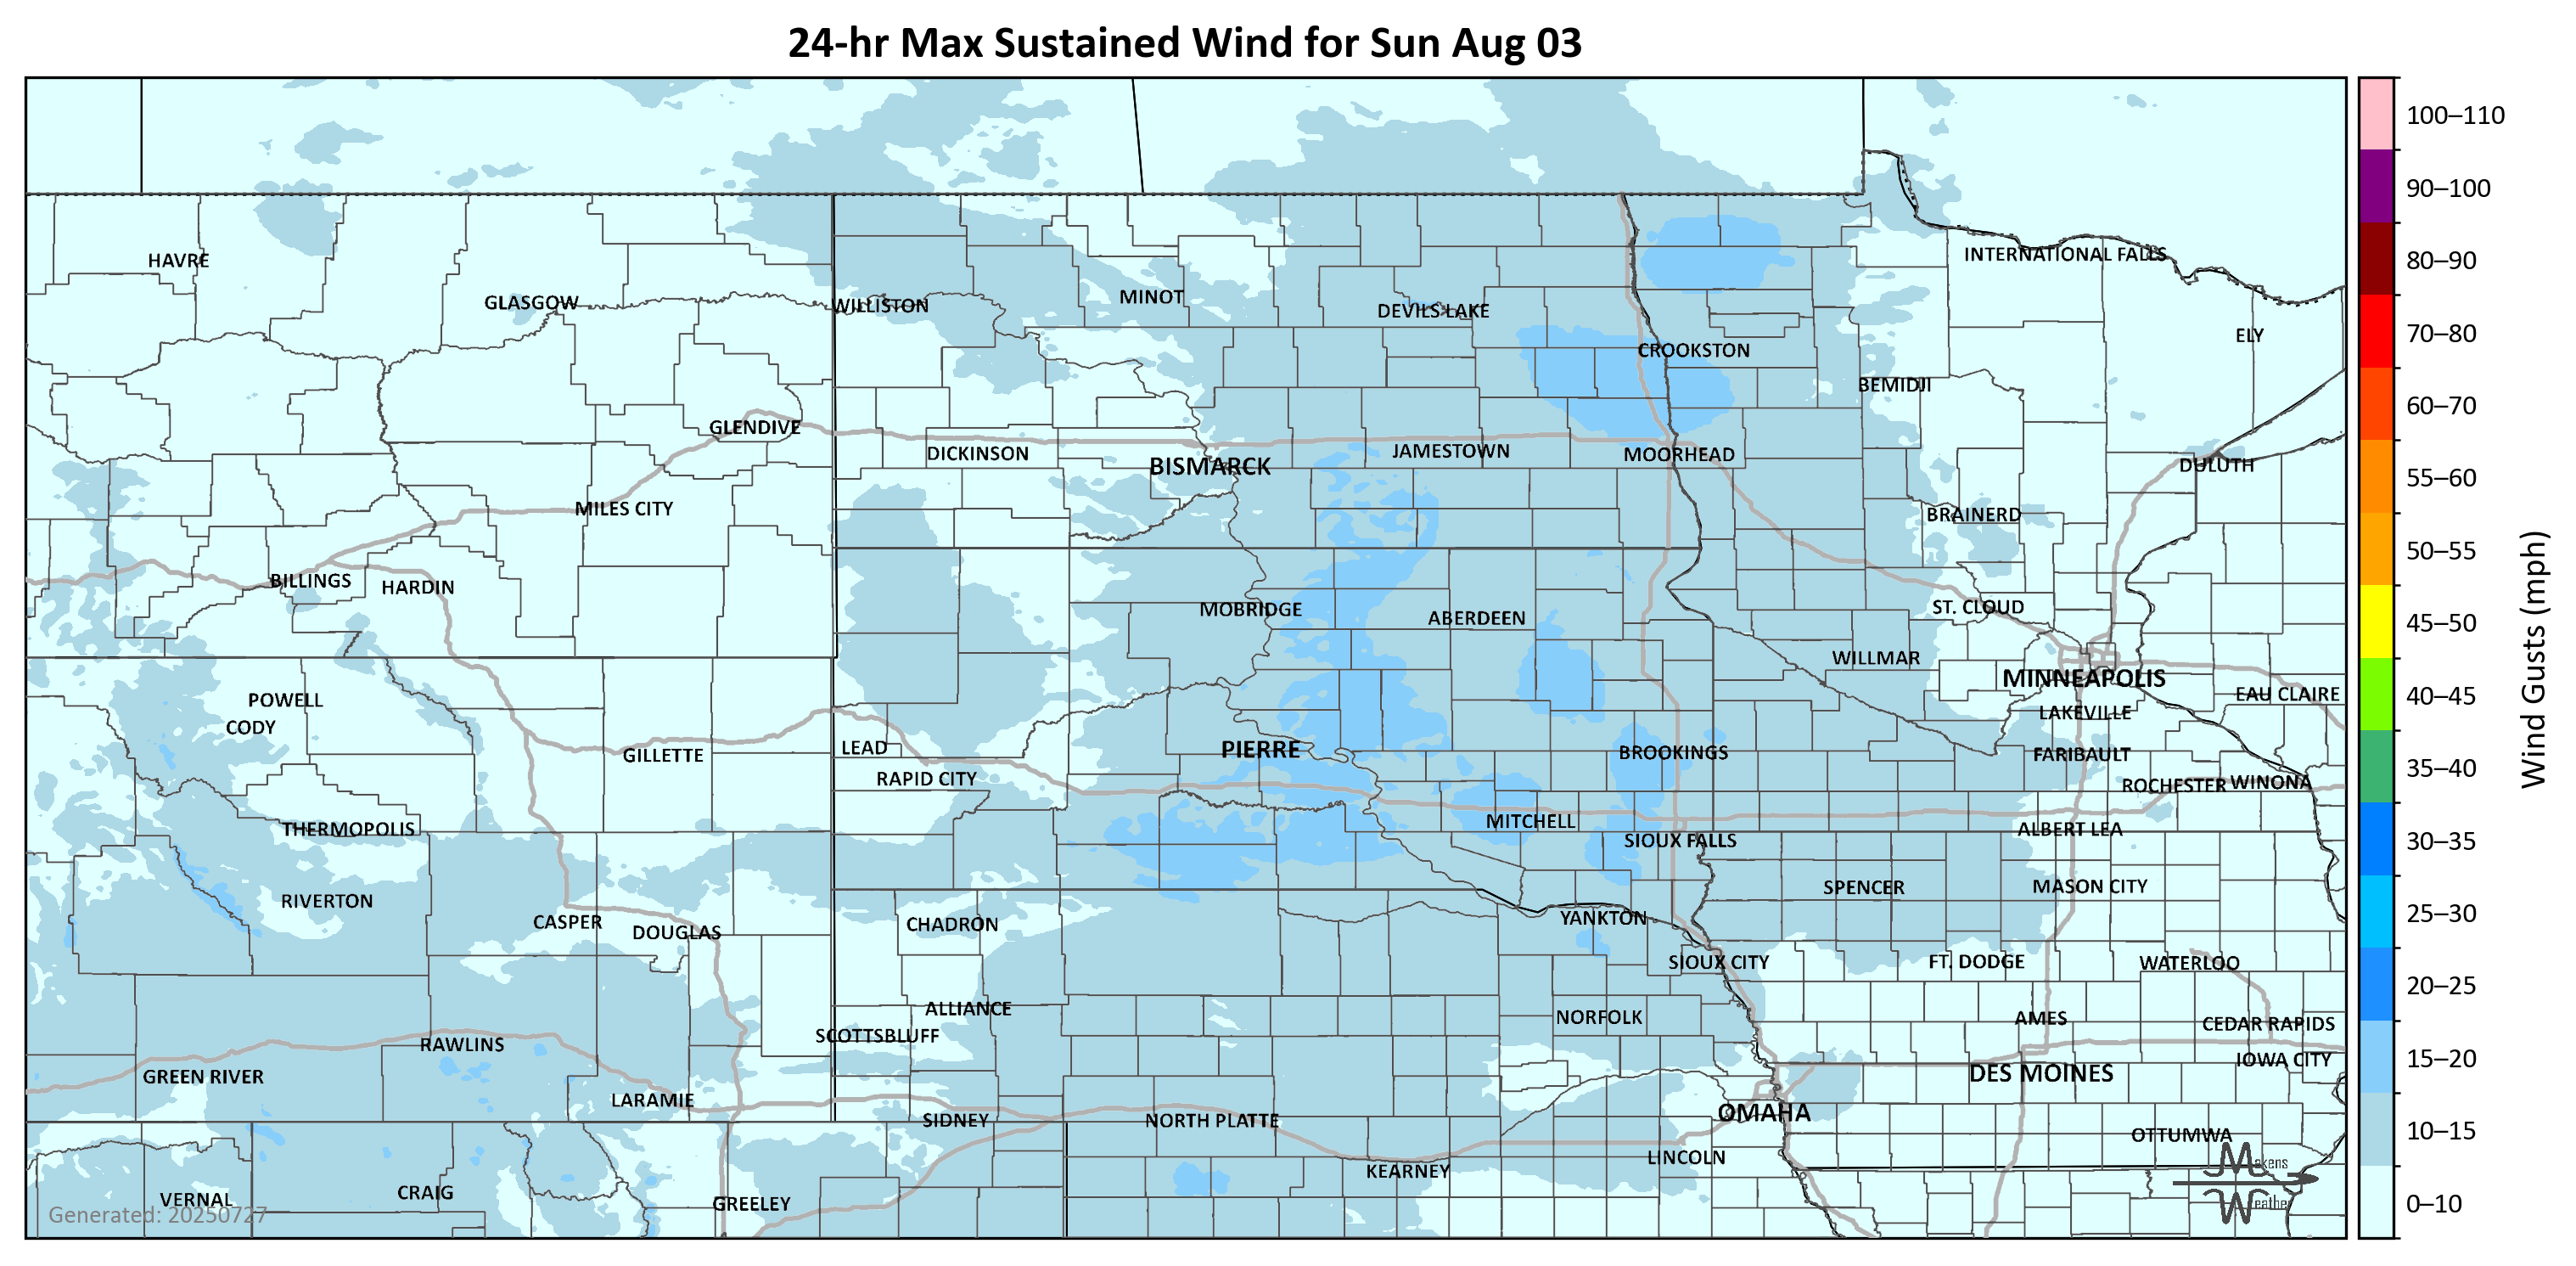 24-hr Max Sustained Wind for Sun Aug 03
100–110
90–100
80–90
70–80
60–70
55–60
50–55
45–50
40–45
35–40
30–35
25–30
20–25
15–20
10–15
0–10
Wind Gusts (mph)
HAVRE
INTERNATIONAL FALLS
GLASGOW
WILLISTON
MINOT
DEVILS LAKE
ELY
CROOKSTON
BEMIDJI
GLENDIVE
DICKINSON
BISMARCK
JAMESTOWN
MOORHEAD
DULUTH
MILES CITY
BRAINERD
BILLINGS
HARDIN
MOBRIDGE
ABERDEEN
ST. CLOUD
WILLMAR
MINNEAPOLIS
POWELL
EAU CLAIRE
CODY
LAKEVILLE
GILLETTE
LEAD
PIERRE
BROOKINGS
FARIBAULT
RAPID CITY
ROCHESTER
WINONA
THERMOPOLIS
MITCHELL
ALBERT LEA
SIOUX FALLS
RIVERTON
SPENCER
MASON CITY
CASPER
DOUGLAS
CHADRON
YANKTON
SIOUX CITY
FT. DODGE
WATERLOO
ALLIANCE
NORFOLK
AMES
CEDAR RAPIDS
SCOTTSBLUFF
RAWLINS
IOWA CITY
GREEN RIVER
DES MOINES
LARAMIE
SIDNEY
NORTH PLATTE
OMAHA
OTTUMWA
KEARNEY
LINCOLN
VERNAL
CRAIG
GREELEY
Makens
Weather
Generated: 20250727